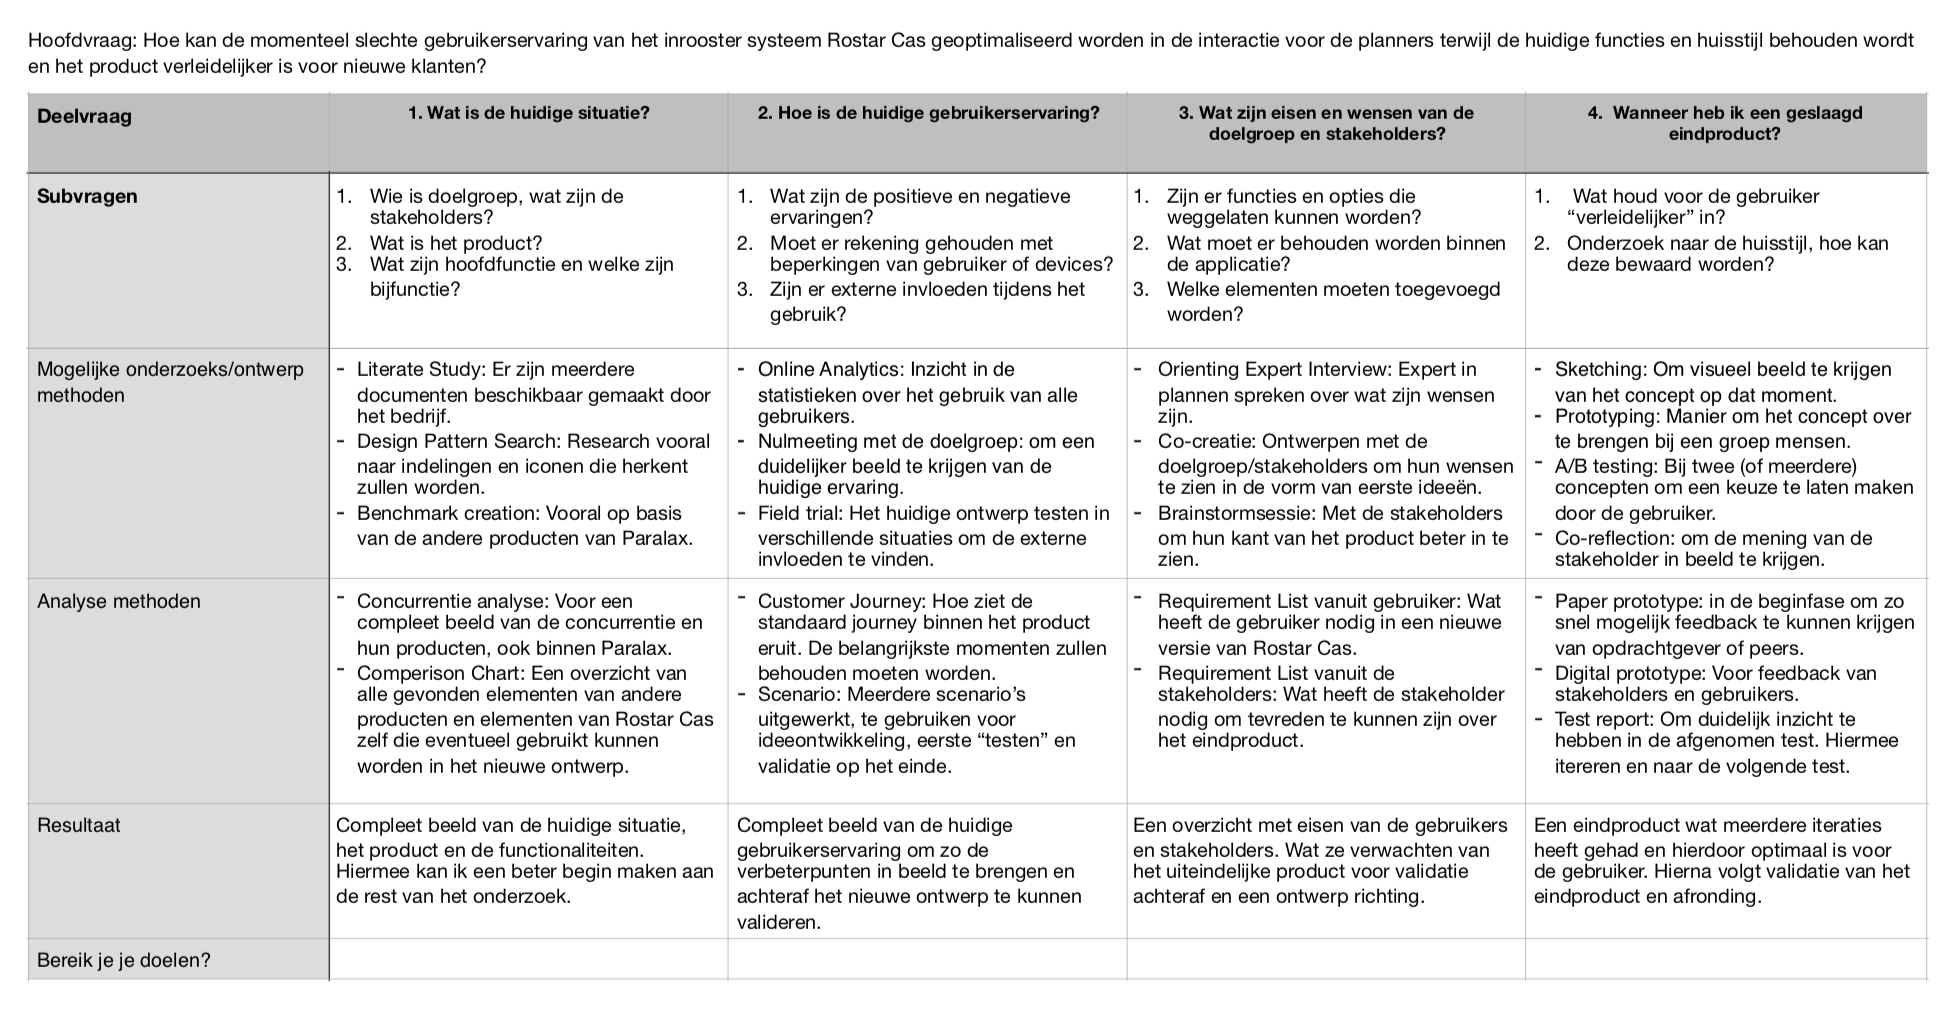 Hoofdvraag: Hoe kan de momenteel slechte gebruikerservaring van het inrooster systeem Rostar Cas geoptimaliseerd worden in de interactie voor de planners terwijl de huidige functies en huisstijl behouden wordt
en het product verleidelijker is voor nieuwe klanten?
Deelvraag
1. Wat is de huidige situatie?
2. Hoe is de huidige gebruikerservaring?
3. Wat zijn eisen en wensen van de
doelgroep en stakeholders?
4. Wanneer heb ik een geslaagd
eindproduct?
Subvragen
1. Wie is doelgroep, wat zijn de
stakeholders?
2. Wat is het product?
3. Wat zijn hoofdfunctie en welke zijn
bijfunctie?
1. Wat zijn de positieve en negatieve
ervaringen?
2. Moet er rekening gehouden met
beperkingen van gebruiker of devices?
3. Zijn er externe invloeden tijdens het
gebruik?
1. Zijn er functies en opties die
weggelaten kunnen worden?
2. Wat moet er behouden worden binnen
de applicatie?
3. Welke elementen moeten toegevoegd
worden?
1. Wat houd voor de gebruiker
“verleidelijker” in?
2. Onderzoek naar de huisstijl, hoe kan
deze bewaard worden?
Mogelijke onderzoeks/ontwerp
methoden
- Literate Study: Er zijn meerdere
documenten beschikbaar gemaakt door
het bedrijf.
- Design Pattern Search: Research vooral
naar indelingen en iconen die herkent
zullen worden.
- Benchmark creation: Vooral op basis
van de andere producten van Paralax.
- Online Analytics: Inzicht in de
statistieken over het gebruik van alle
gebruikers.
- Nulmeeting met de doelgroep: om een
duidelijker beeld te krijgen van de
huidige ervaring.
- Field trial: Het huidige ontwerp testen in
verschillende situaties om de externe
invloeden te vinden.
- Orienting Expert Interview: Expert in
plannen spreken over wat zijn wensen
zijn.
- Co-creatie: Ontwerpen met de
doelgroep/stakeholders om hun wensen
te zien in de vorm van eerste ideeën.
- Brainstormsessie: Met de stakeholders
om hun kant van het product beter in te
zien.
- Sketching: Om visueel beeld te krijgen
van het concept op dat moment.
- Prototyping: Manier om het concept over
te brengen bij een groep mensen.
- A/B testing: Bij twee (of meerdere)
concepten om een keuze te laten maken
door de gebruiker.
- Co-reflection: om de mening van de
stakeholder in beeld te krijgen.
Analyse methoden
- Concurrentie analyse: Voor een
compleet beeld van de concurrentie en
hun producten, ook binnen Paralax.
- Comparison Chart: Een overzicht van
alle gevonden elementen van andere
producten en elementen van Rostar Cas
zelf die eventueel gebruikt kunnen
worden in het nieuwe ontwerp.
- Customer Journey: Hoe ziet de
standaard journey binnen het product
eruit. De belangrijkste momenten zullen
behouden moeten worden.
- Scenario: Meerdere scenario’s
uitgewerkt, te gebruiken voor
ideeontwikkeling, eerste “testen” en
validatie op het einde.
- Requirement List vanuit gebruiker: Wat
heeft de gebruiker nodig in een nieuwe
versie van Rostar Cas.
- Requirement List vanuit de
stakeholders: Wat heeft de stakeholder
nodig om tevreden te kunnen zijn over
het eindproduct.
- Paper prototype: in de beginfase om zo
snel mogelijk feedback te kunnen krijgen
van opdrachtgever of peers.
- Digital prototype: Voor feedback van
stakeholders en gebruikers.
- Test report: Om duidelijk inzicht te
hebben in de afgenomen test. Hiermee
itereren en naar de volgende test.
Resultaat
Compleet beeld van de huidige situatie,
het product en de functionaliteiten.
Hiermee kan ik een beter begin maken aan
de rest van het onderzoek.
Compleet beeld van de huidige
gebruikerservaring om zo de
verbeterpunten in beeld te brengen en
achteraf het nieuwe ontwerp te kunnen
valideren.
Een overzicht met eisen van de gebruikers
en stakeholders. Wat ze verwachten van
het uiteindelijke product voor validatie
achteraf en een ontwerp richting.
Een eindproduct wat meerdere iteraties
heeft gehad en hierdoor optimaal is voor
de gebruiker. Hierna volgt validatie van het
eindproduct en afronding.
Bereik je je doelen?